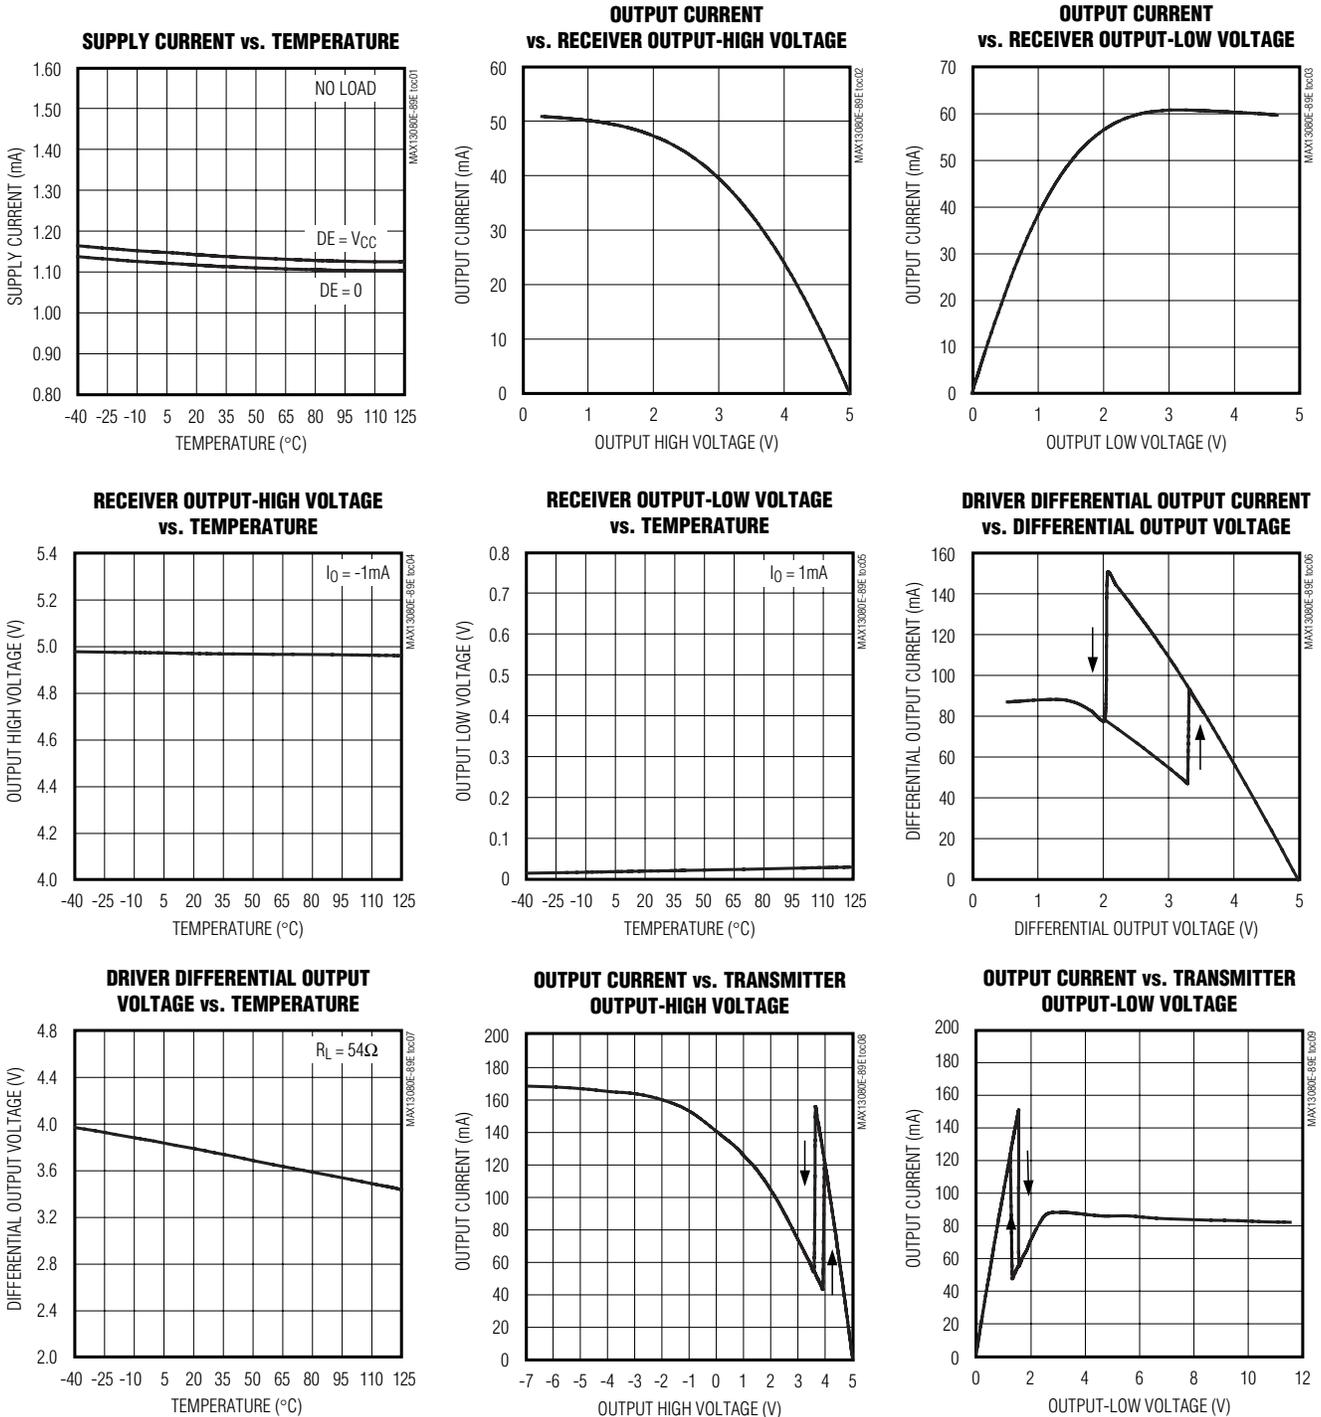 SUPPLY CURRENT vs. TEMPERATURE
1.60
1.50
1.40
1.30
1.20
1.10
1.00
0.90
0.80
SUPPLY CURRENT (mA)
NO LOAD
DE = VCC
DE = 0
MAX13080E-89E toc01
-40 -25 -10 5 20 35 50 65 80 95 110 125
TEMPERATURE (°C)
OUTPUT CURRENT
vs. RECEIVER OUTPUT-HIGH VOLTAGE
60
50
40
30
20
10
0
OUTPUT CURRENT (mA)
MAX13080E-89E toc02
0 1 2 3 4 5
OUTPUT HIGH VOLTAGE (V)
OUTPUT CURRENT
vs. RECEIVER OUTPUT-LOW VOLTAGE
70
60
50
40
30
20
10
0
OUTPUT CURRENT (mA)
MAX13080E-89E toc03
0 1 2 3 4 5
OUTPUT LOW VOLTAGE (V)
RECEIVER OUTPUT-HIGH VOLTAGE
vs. TEMPERATURE
5.4
5.2
5.0
4.8
4.6
4.4
4.2
4.0
OUTPUT HIGH VOLTAGE (V)
IO = -1mA
MAX13080E-89E toc04
-40 -25 -10 5 20 35 50 65 80 95 110 125
TEMPERATURE (°C)
RECEIVER OUTPUT-LOW VOLTAGE
vs. TEMPERATURE
0.8
0.7
0.6
0.5
0.4
0.3
0.2
0.1
0
OUTPUT LOW VOLTAGE (V)
IO = 1mA
MAX13080E-89E toc05
-40 -25 -10 5 20 35 50 65 80 95 110 125
TEMPERATURE (°C)
DRIVER DIFFERENTIAL OUTPUT CURRENT
vs. DIFFERENTIAL OUTPUT VOLTAGE
160
140
120
100
80
60
40
20
0
DIFFERENTIAL OUTPUT CURRENT (mA)
MAX13080E-89E toc06
0 1 2 3 4 5
DIFFERENTIAL OUTPUT VOLTAGE (V)
DRIVER DIFFERENTIAL OUTPUT
VOLTAGE vs. TEMPERATURE
4.8
4.4
4.0
3.6
3.2
2.8
2.4
2.0
DIFFERENTIAL OUTPUT VOLTAGE (V)
RL = 54Ω
MAX13080E-89E toc07
-40 -25 -10 5 20 35 50 65 80 95 110 125
TEMPERATURE (°C)
OUTPUT CURRENT vs. TRANSMITTER
OUTPUT-HIGH VOLTAGE
200
180
160
140
120
100
80
60
40
20
0
OUTPUT CURRENT (mA)
MAX13080E-89E toc08
-7 -6 -5 -4 -3 -2 -1 0 1 2 3 4 5
OUTPUT HIGH VOLTAGE (V)
OUTPUT CURRENT vs. TRANSMITTER
OUTPUT-LOW VOLTAGE
200
180
160
140
120
100
80
60
40
20
0
OUTPUT CURRENT (mA)
MAX13080E-89E toc09
0 2 4 6 8 10 12
OUTPUT-LOW VOLTAGE (V)